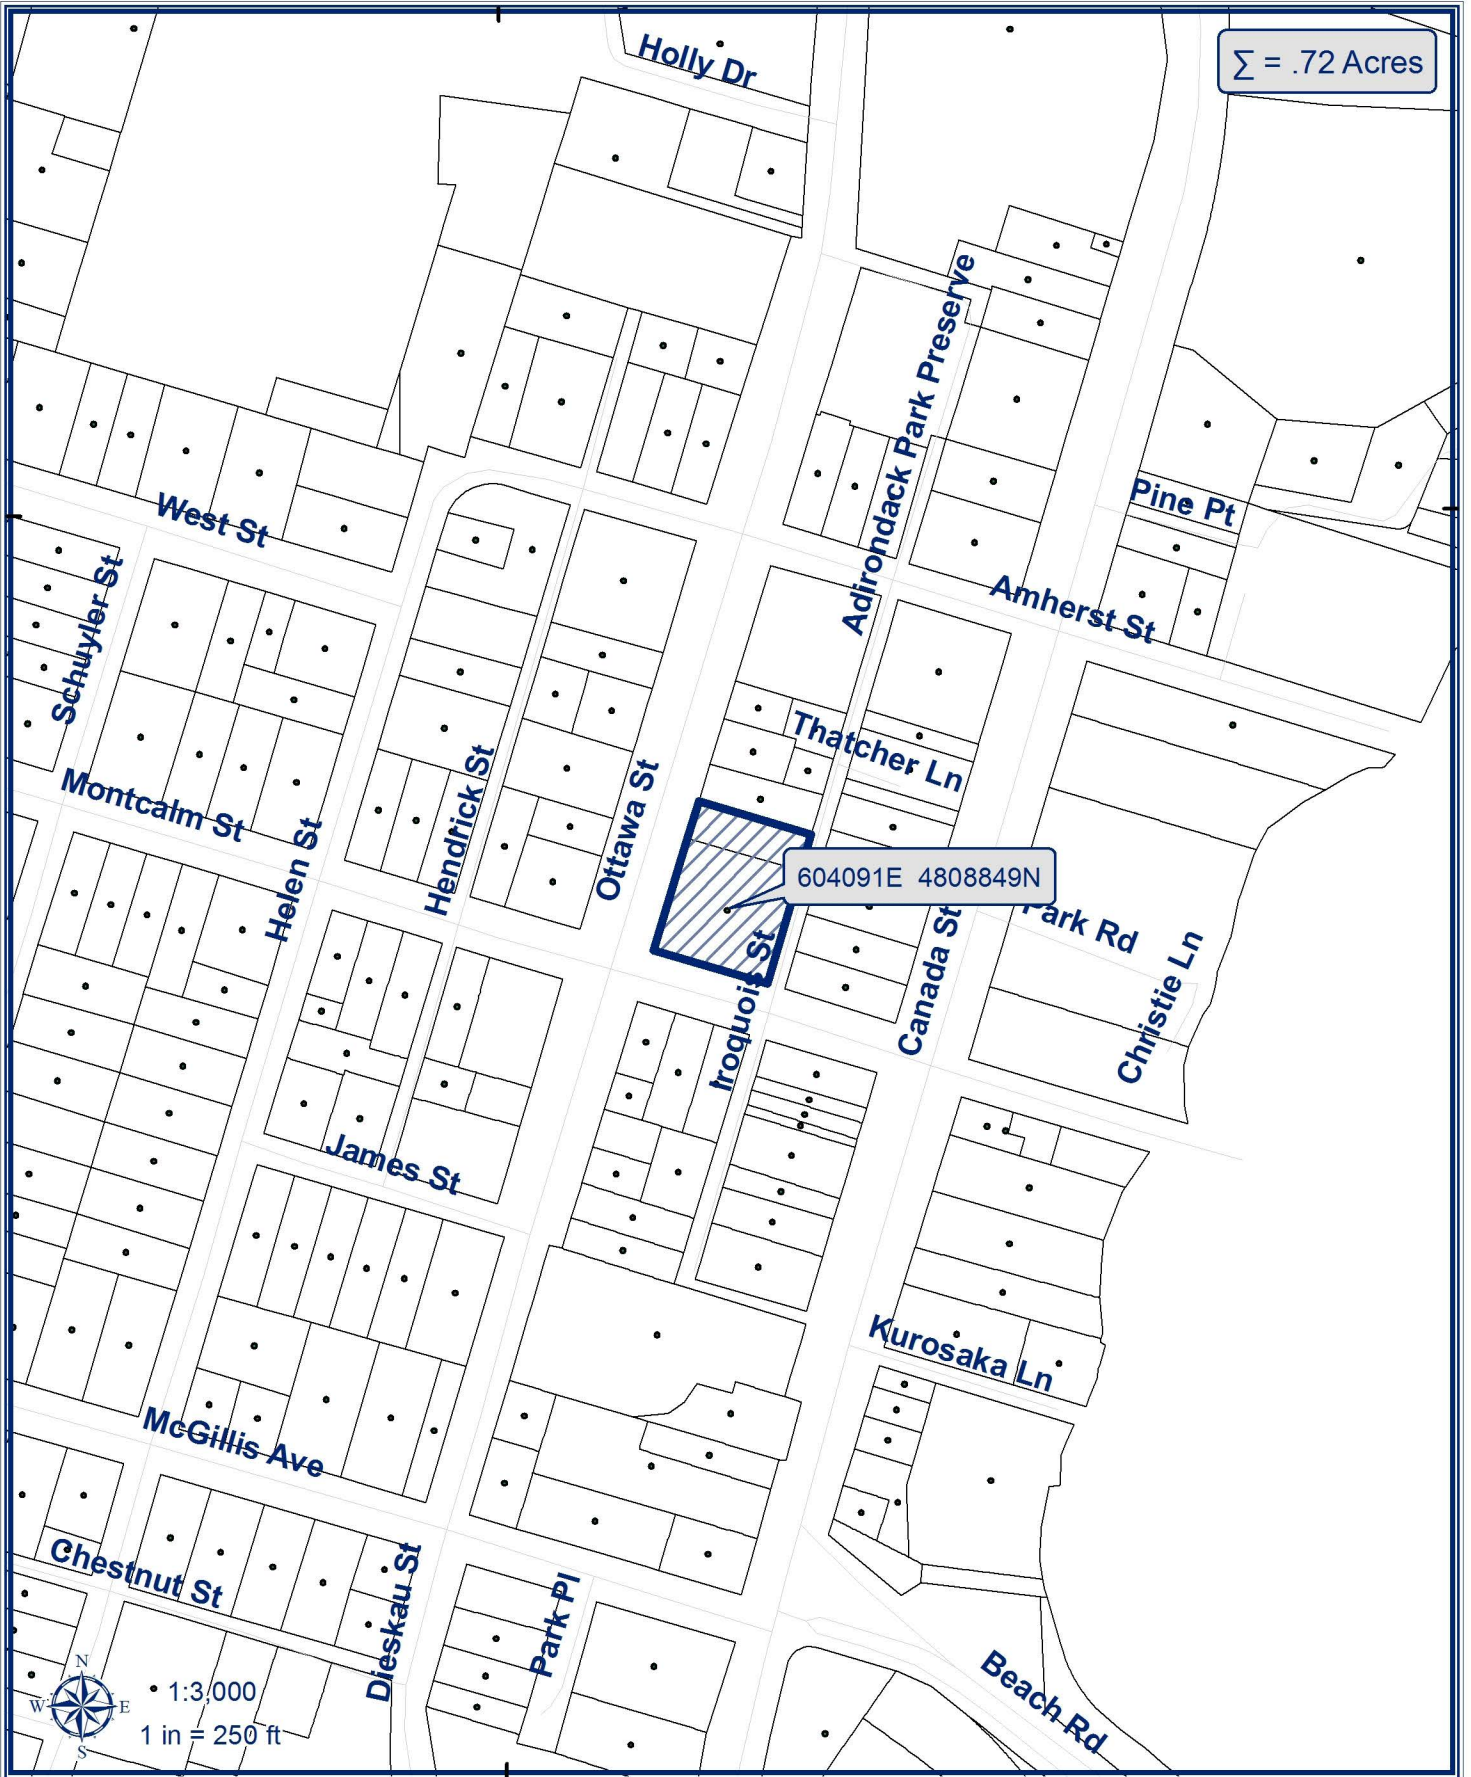 Holly Dr
∑ = .72 Acres
Adirondack Park Preserve
Pine Pt
West St
Amherst St
Schuyler St
Thatcher Ln
Montcalm St
Hendrick St
Ottawa St
Helen St
604091E 4808849N
Park Rd
Canada St
Iroquois St
Christie Ln
James St
Kurosaka Ln
McGillis Ave
Chestnut St
Dieskau St
Park Pl
Beach Rd
N
W
E
S
1:3,000
1 in = 250 ft